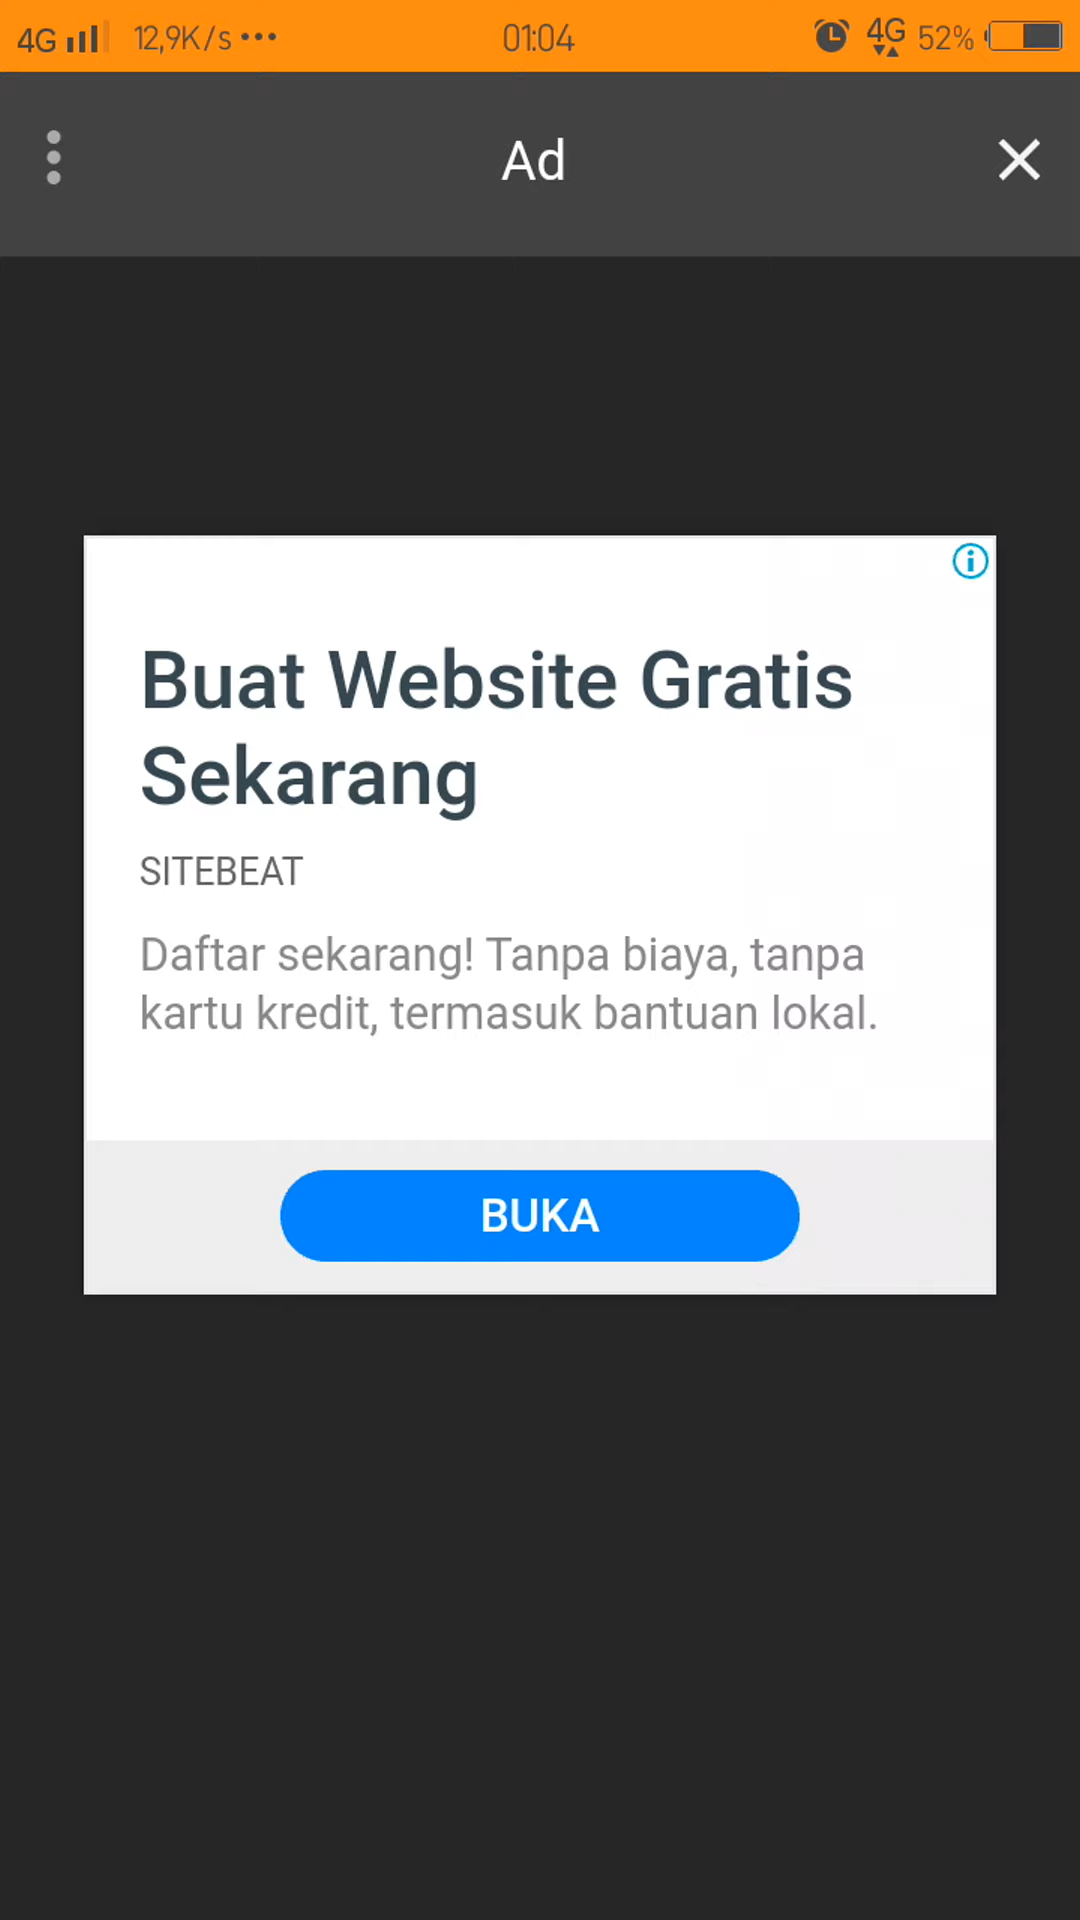 4G 12,9K/s ... 01:04 4G 52%
Ad
Buat Website Gratis
Sekarang
SITEBEAT
Daftar sekarang! Tanpa biaya, tanpa
kartu kredit, termasuk bantuan lokal.
BUKA